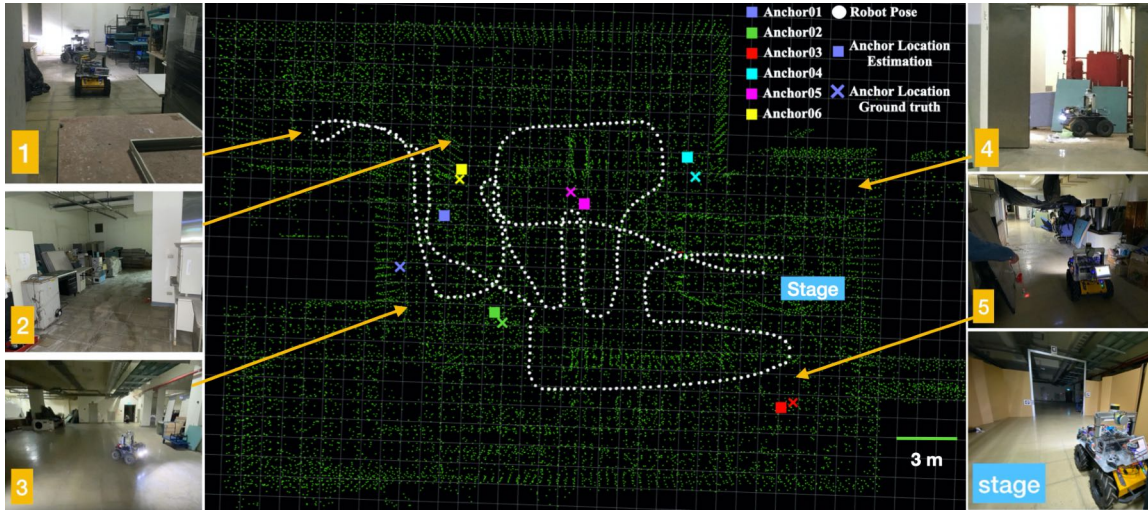 1
2
3
Anchor01
Anchor02
Anchor03
Anchor04
Anchor05
Anchor06
Robot Pose
Anchor Location
Estimation
Anchor Location
Ground truth
Stage
3 m
4
5
stage